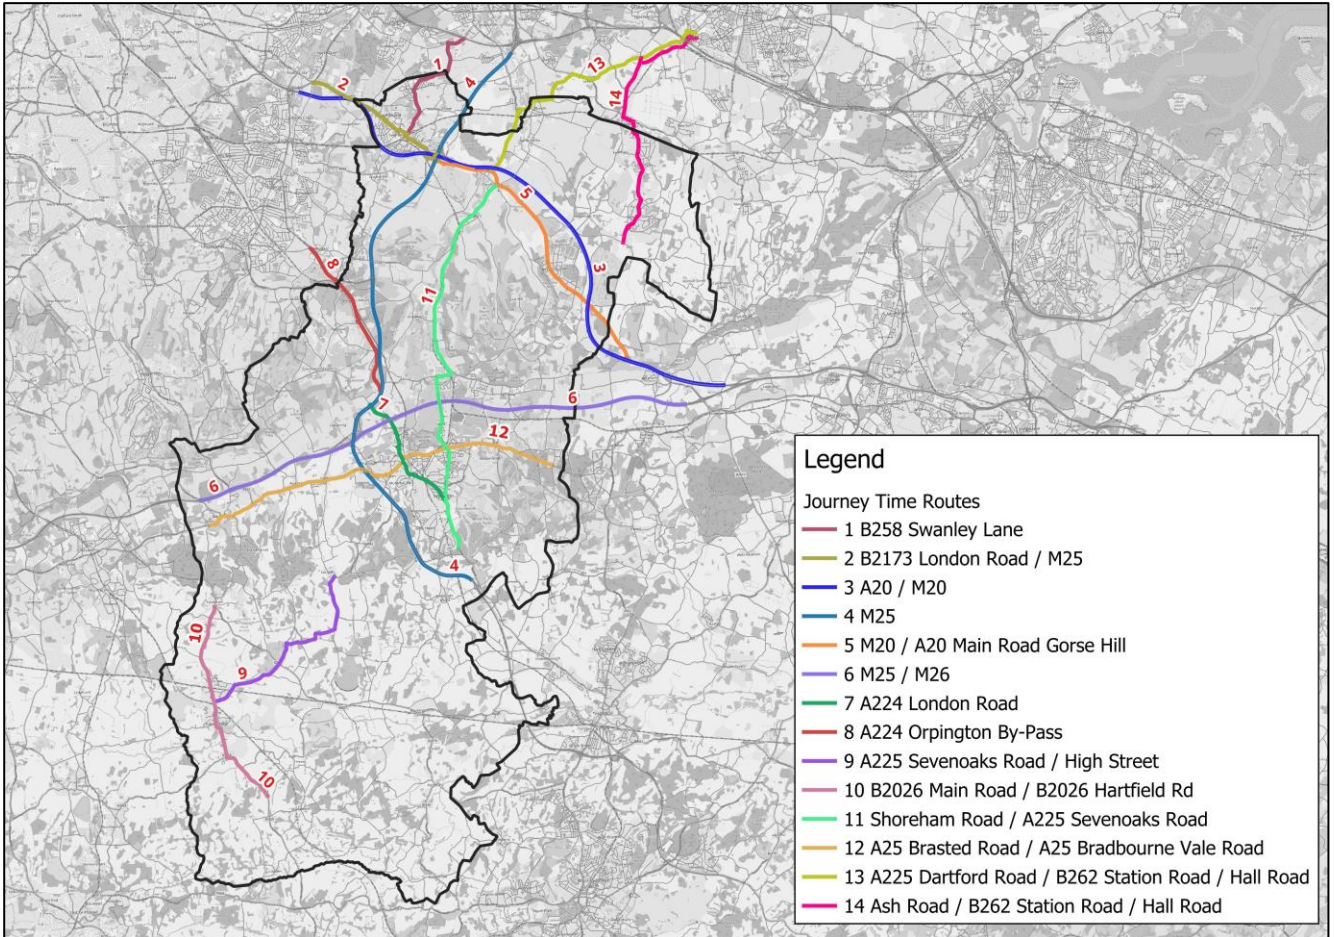 1
4
2
13
14
5
3
8
11
7
6
12
6
4
10
9
10
Legend
Journey Time Routes
1 B258 Swanley Lane
2 B2173 London Road / M25
3 A20 / M20
4 M25
5 M20 / A20 Main Road Gorse Hill
6 M25 / M26
7 A224 London Road
8 A224 Orpington By-Pass
9 A225 Sevenoaks Road / High Street
10 B2026 Main Road / B2026 Hartfield Rd
11 Shoreham Road / A225 Sevenoaks Road
12 A25 Brasted Road / A25 Bradbourne Vale Road
13 A225 Dartford Road / B262 Station Road / Hall Road
14 Ash Road / B262 Station Road / Hall Road